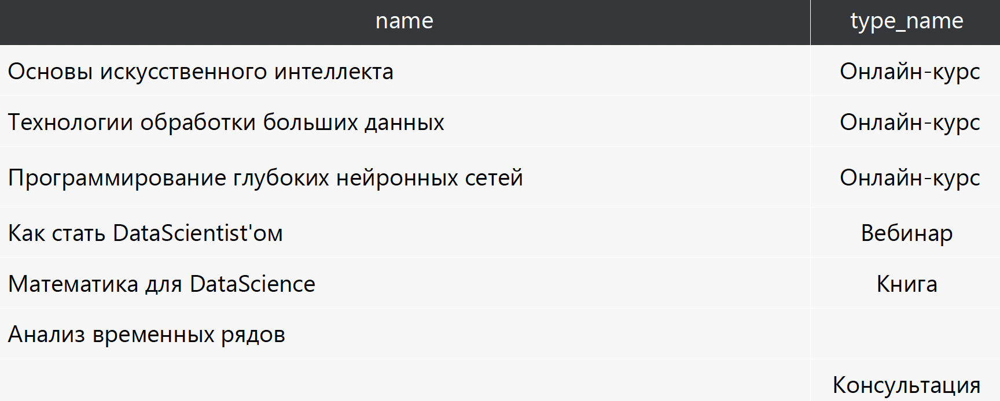 name type_name
Основы искусственного интеллекта Онлайн-курс
Технологии обработки больших данных Онлайн-курс
Программирование глубоких нейронных сетей Онлайн-курс
Как стать DataScientist'ом Вебинар
Математика для DataScience Книга
Анализ временных рядов
Консультация